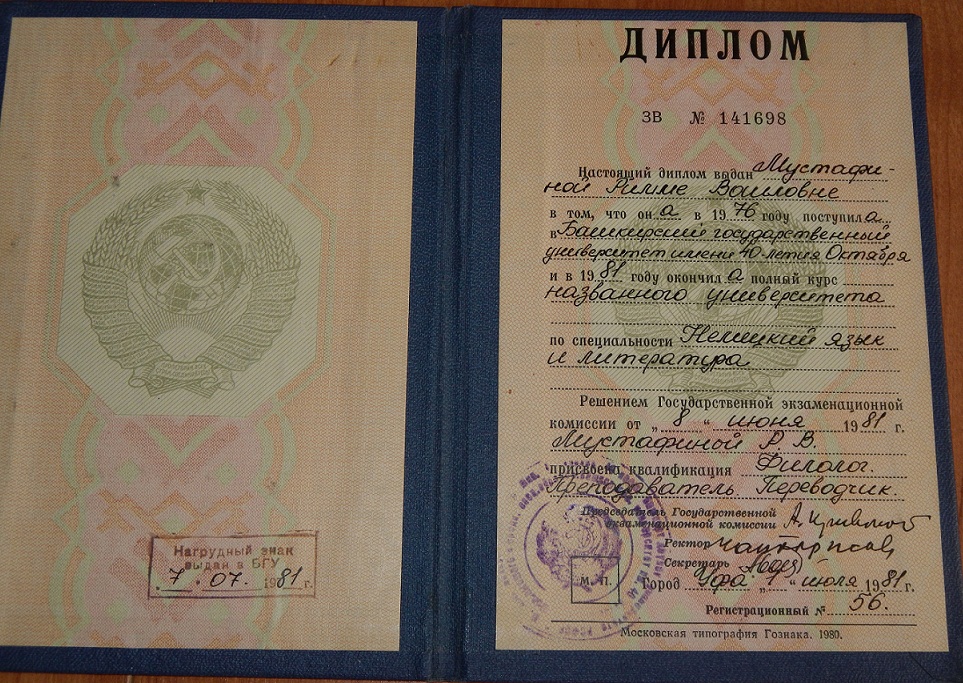 Нагрудный знак
выдан в БГУ
7. 07. 1981 г.
ДИПЛОМ
ЗВ № 141698
Настоящий диплом выдан Мустафи-
ной Римме Вакиловне
в том, что она в 1976 году поступила
в Башкирский государственный
университет имени 40-летия Октября
и в 1981 году окончила полный курс
названного университета
по специальности Немецкий язык
и литература
Решением Государственной экзаменационной
комиссии от „8“ июня 1981 г.
Мустафиной Р. В.
присвоена квалификация Филолог.
Преподаватель. Переводчик.
Председатель Государственной
экзаменационной комиссии
Ректор
Секретарь
М. П.
Город Уфа „1“ июля 1981 г.
Регистрационный № 56.
Московская типография Гознака. 1980.